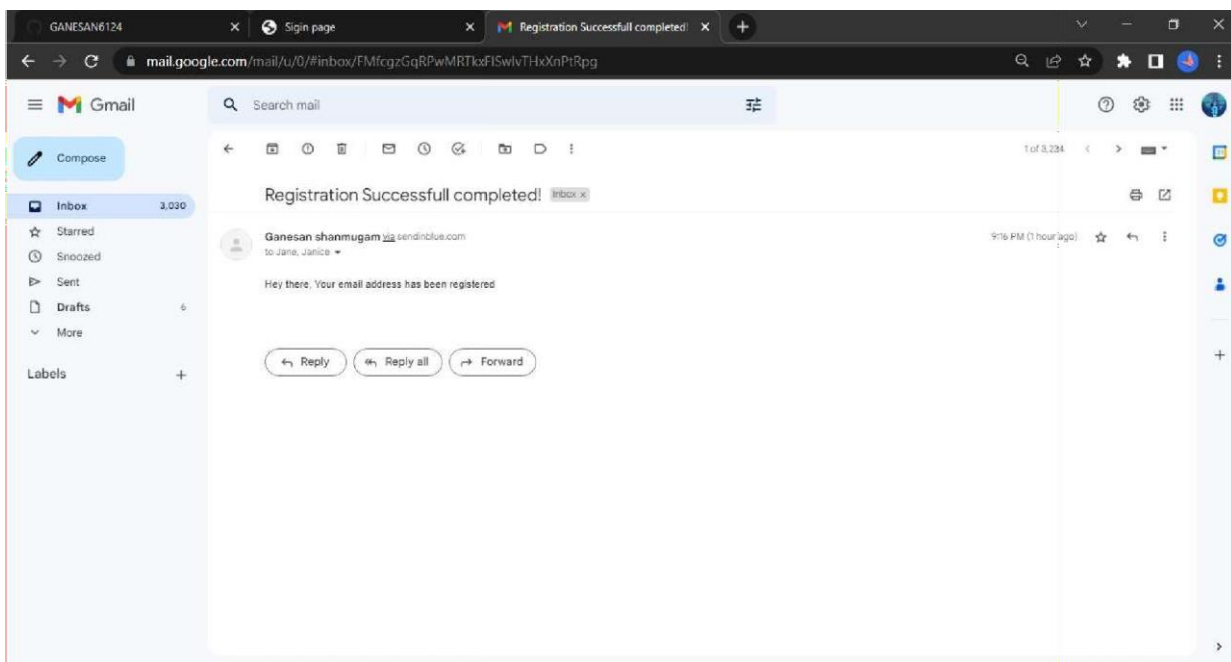 GANESAN6124
Sigin page
Registration Successfull completed!
mail.google.com/mail/u/0/#inbox/FMfcgzGqRPwMRTkxFlSwlvTHxXnPtRpg
Gmail
Search mail
Compose
1 of 3,234
Registration Successfull completed! Inbox x
Inbox 3,030
Starred
Ganesan shanmugam via sendinblue.com
9:16 PM (1 hour ago)
to Jane, Janice
Snoozed
Sent
Hey there, Your email address has been registered
Drafts 6
More
Reply
Reply all
Forward
Labels